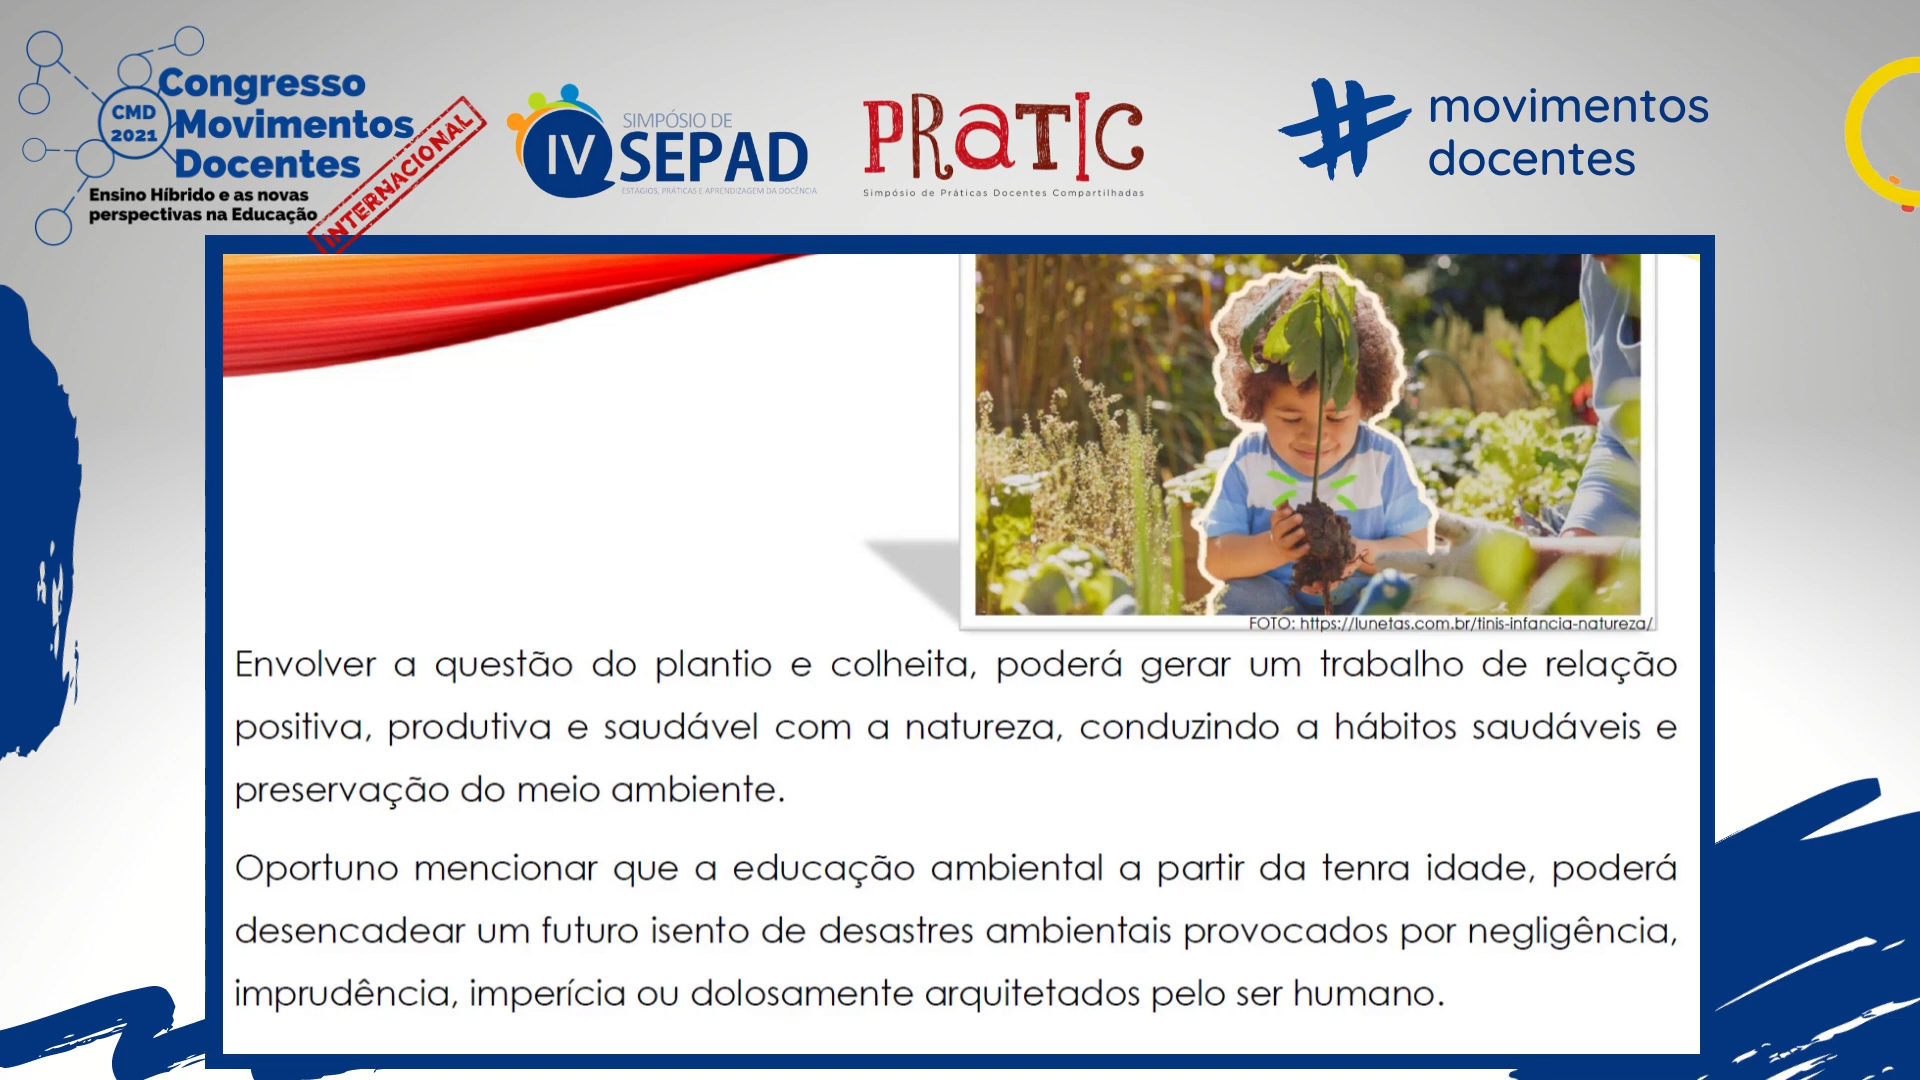 Congresso
Movimentos
Docentes
CMD
2021
Ensino Híbrido e as novas
perspectivas na Educação
INTERNACIONAL
IV
SIMPÓSIO DE
SEPAD
ESTÁGIOS, PRÁTICAS E APRENDIZAGEM DA DOCÊNCIA
PRATIC
Simpósio de Práticas Docentes Compartilhadas
# movimentos
docentes
FOTO: https://lunetas.com.br/tinis-infancia-natureza/
Envolver a questão do plantio e colheita, poderá gerar um trabalho de relação
positiva, produtiva e saudável com a natureza, conduzindo a hábitos saudáveis e
preservação do meio ambiente.
Oportuno mencionar que a educação ambiental a partir da tenra idade, poderá
desencadear um futuro isento de desastres ambientais provocados por negligência,
imprudência, imperícia ou dolosamente arquitetados pelo ser humano.